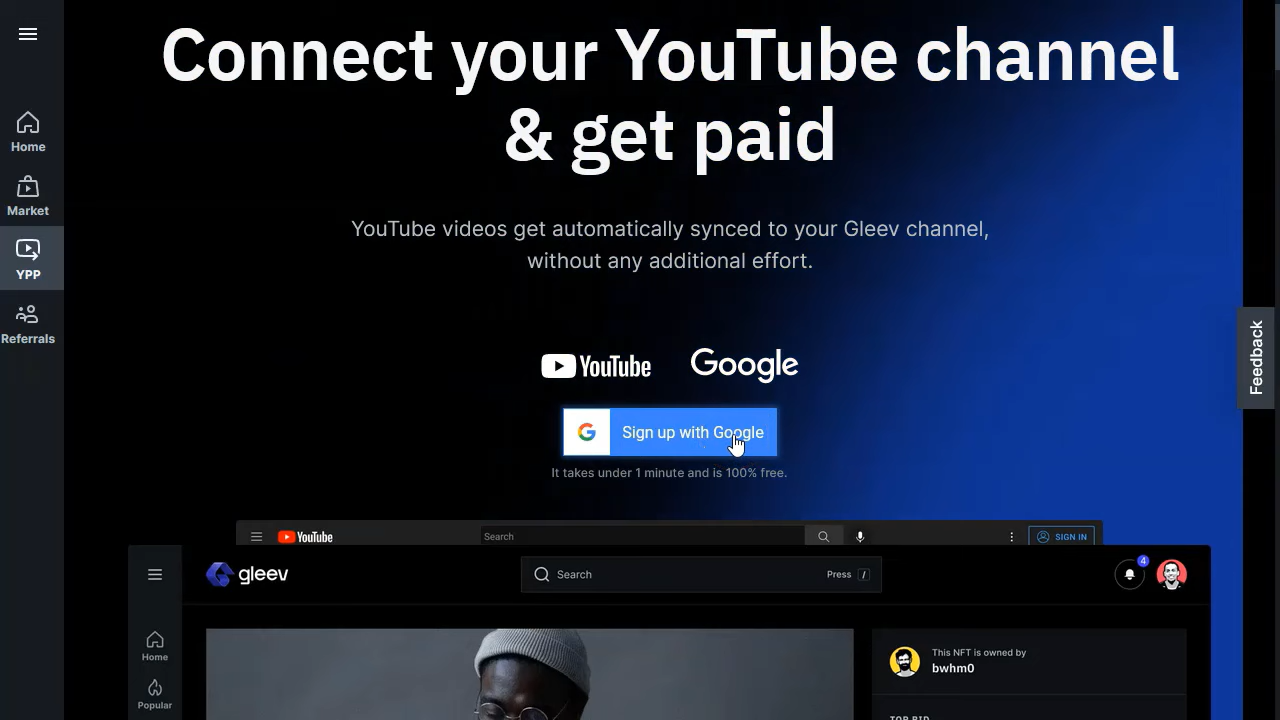 Connect your YouTube channel
& get paid
YouTube videos get automatically synced to your Gleev channel,
without any additional effort.
Home
Market
YPP
Referrals
YouTube Google
Sign up with Google
It takes under 1 minute and is 100% free.
Feedback
YouTube Search SIGN IN
gleev Search Press / 4
Home
Popular
This NFT is owned by
bwhm0
TOP BID